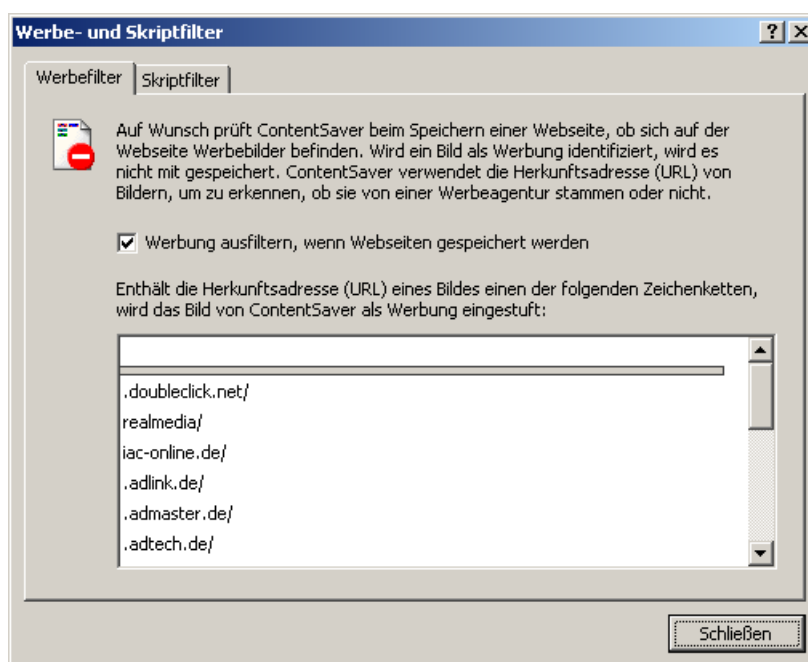 Werbe- und Skriptfilter
Werbefilter
Skriptfilter
Auf Wunsch prüft ContentSaver beim Speichern einer Webseite, ob sich auf der
Webseite Werbebilder befinden. Wird ein Bild als Werbung identifiziert, wird es
nicht mit gespeichert. ContentSaver verwendet die Herkunftsadresse (URL) von
Bildern, um zu erkennen, ob sie von einer Werbeagentur stammen oder nicht.
Werbung ausfiltern, wenn Webseiten gespeichert werden
Enthält die Herkunftsadresse (URL) eines Bildes einen der folgenden Zeichenketten,
wird das Bild von ContentSaver als Werbung eingestuft:
.doubleclick.net/
realmedia/
iac-online.de/
.adlink.de/
.admaster.de/
.adtech.de/
Schließen